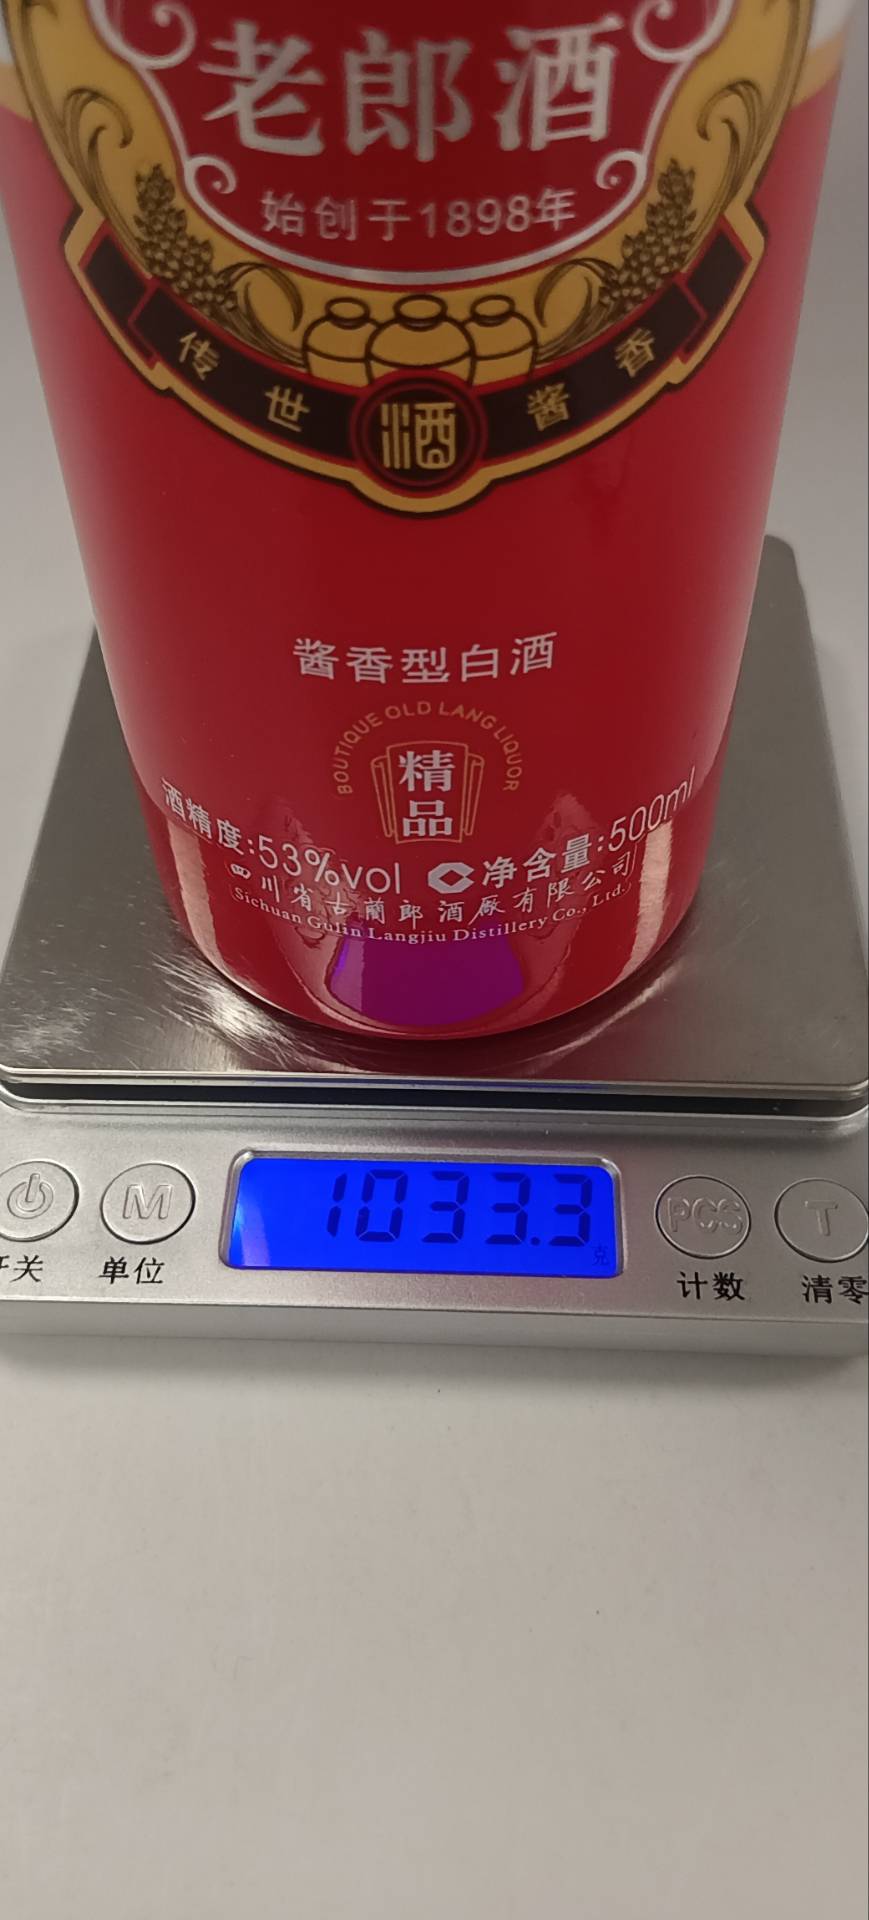 老郎酒
始创于1898年
传世酱香
酒
酱香型白酒
BOUTIQUE OLD LANG LIQUOR
精品
酒精度:53%vol 净含量:500ml
四川省古蔺郎酒厰有限公司
Sichuan Gulin Langjiu Distillery Co., Ltd.
1033.3
克
M PCS T
开关 单位 计数 清零